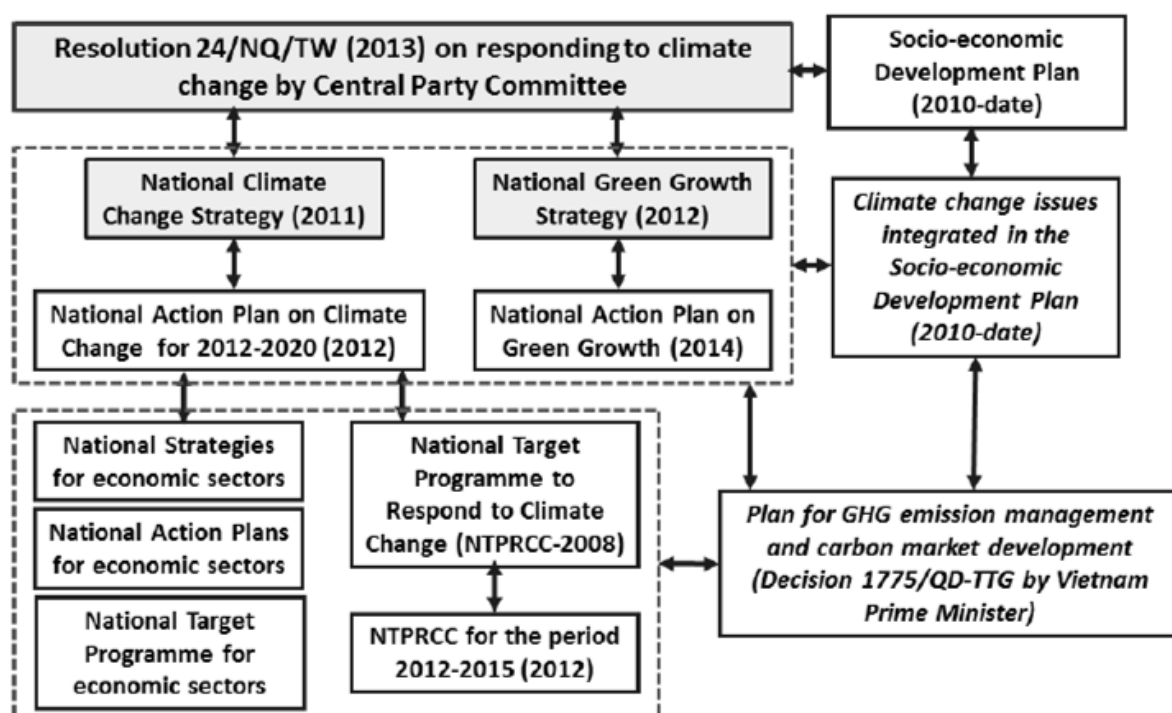 Resolution 24/NQ/TW (2013) on responding to climate
change by Central Party Committee
Socio-economic
Development Plan
(2010-date)
National Climate
Change Strategy (2011)
National Green Growth
Strategy (2012)
Climate change issues
integrated in the
Socio-economic
Development Plan
(2010-date)
National Action Plan on Climate
Change for 2012-2020 (2012)
National Action Plan on
Green Growth (2014)
National Strategies
for economic sectors
National Action Plans
for economic sectors
National Target
Programme for
economic sectors
National Target
Programme to
Respond to Climate
Change (NTPRCC-2008)
NTPRCC for the period
2012-2015 (2012)
Plan for GHG emission management
and carbon market development
(Decision 1775/QD-TTG by Vietnam
Prime Minister)